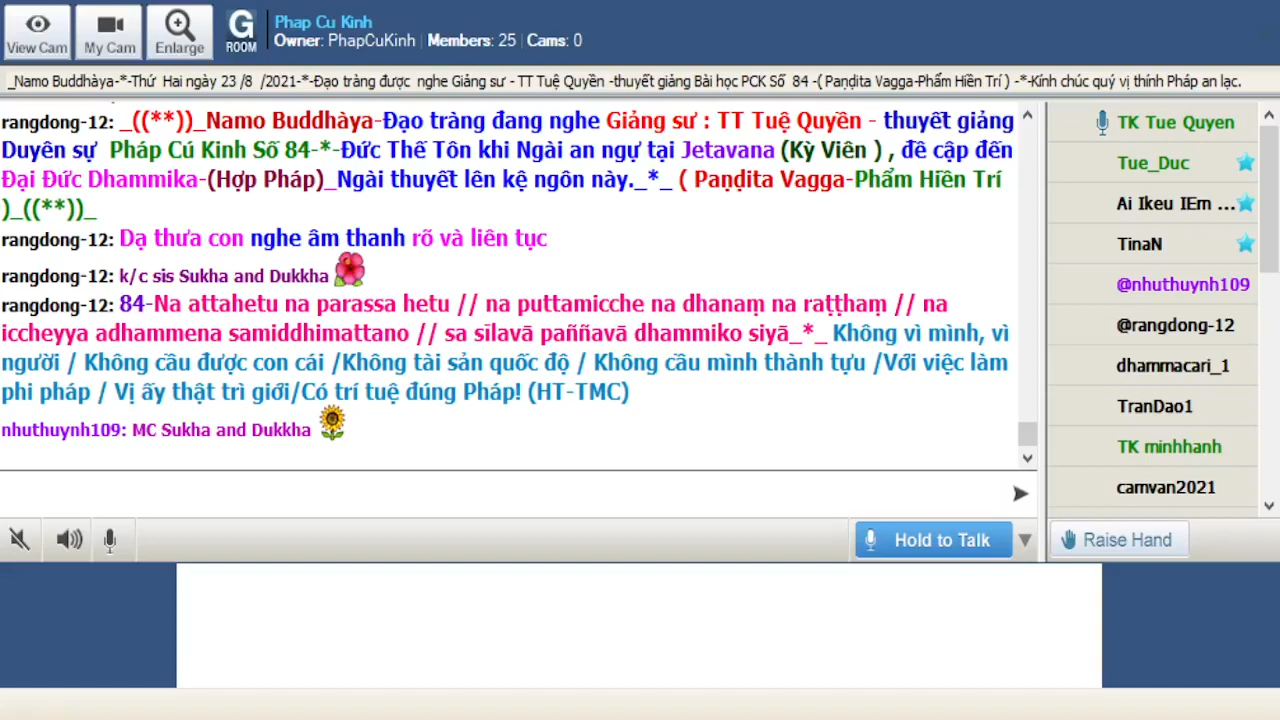 View Cam
My Cam
Enlarge
G
ROOM
Phap Cu Kinh
Owner: PhapCuKinh | Members: 25 | Cams: 0
_Namo Buddhàya-*-Thứ  Hai ngày 23 /8  /2021-*-Đạo tràng được  nghe Giảng sư - TT Tuệ Quyền -thuyết giảng Bài học PCK Số  84 -( Paṇḍita Vagga-Phẩm Hiền Trí ) -*-Kính chúc quý vị thính Pháp an lạc.
rangdong-12: _((**))_Namo Buddhàya-Đạo tràng đang nghe Giảng sư : TT Tuệ Quyền - thuyết giảng
Duyên sự  Pháp Cú Kinh Số 84-*-Đức Thế Tôn khi Ngài an ngự tại Jetavana (Kỳ Viên ) , đề cập đến
Đại Đức Dhammika-(Hợp Pháp)_Ngài thuyết lên kệ ngôn này._*_ ( Paṇḍita Vagga-Phẩm Hiền Trí
)_((**))_
rangdong-12: Dạ thưa con nghe âm thanh rõ và liên tục
rangdong-12: k/c sis Sukha and Dukkha
rangdong-12: 84-Na attahetu na parassa hetu // na puttamicche na dhanaṃ na raṭṭhaṃ // na
iccheyya adhammena samiddhimattano // sa sīlavā paññavā dhammiko siyā_*_ Không vì mình, vì
người / Không cầu được con cái /Không tài sản quốc độ / Không cầu mình thành tựu /Với việc làm
phi pháp / Vị ấy thật trì giới/Có trí tuệ đúng Pháp! (HT-TMC)
nhuthuynh109: MC Sukha and Dukkha
TK Tue Quyen
Tue_Duc
Ai Ikeu IEm ...
TinaN
@nhuthuynh109
@rangdong-12
dhammacari_1
TranDao1
TK minhhanh
camvan2021
Hold to Talk
Raise Hand